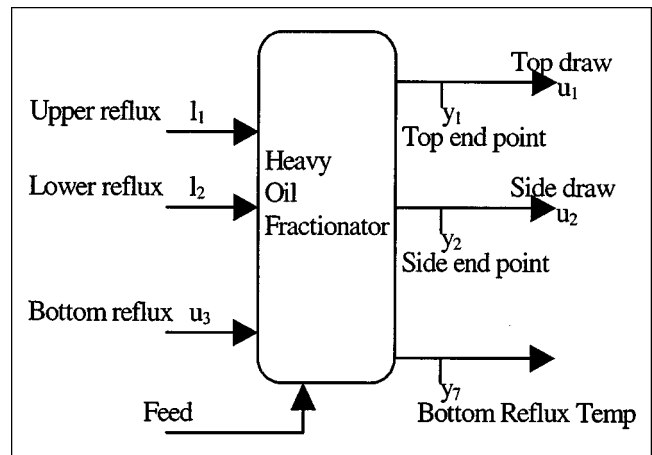 Top draw
u₁
Upper reflux l₁
y₁
Top end point
Heavy
Oil
Fractionator
Lower reflux l₂
Side draw
u₂
y₂
Side end point
Bottom reflux u₃
y₇
Bottom Reflux Temp
Feed